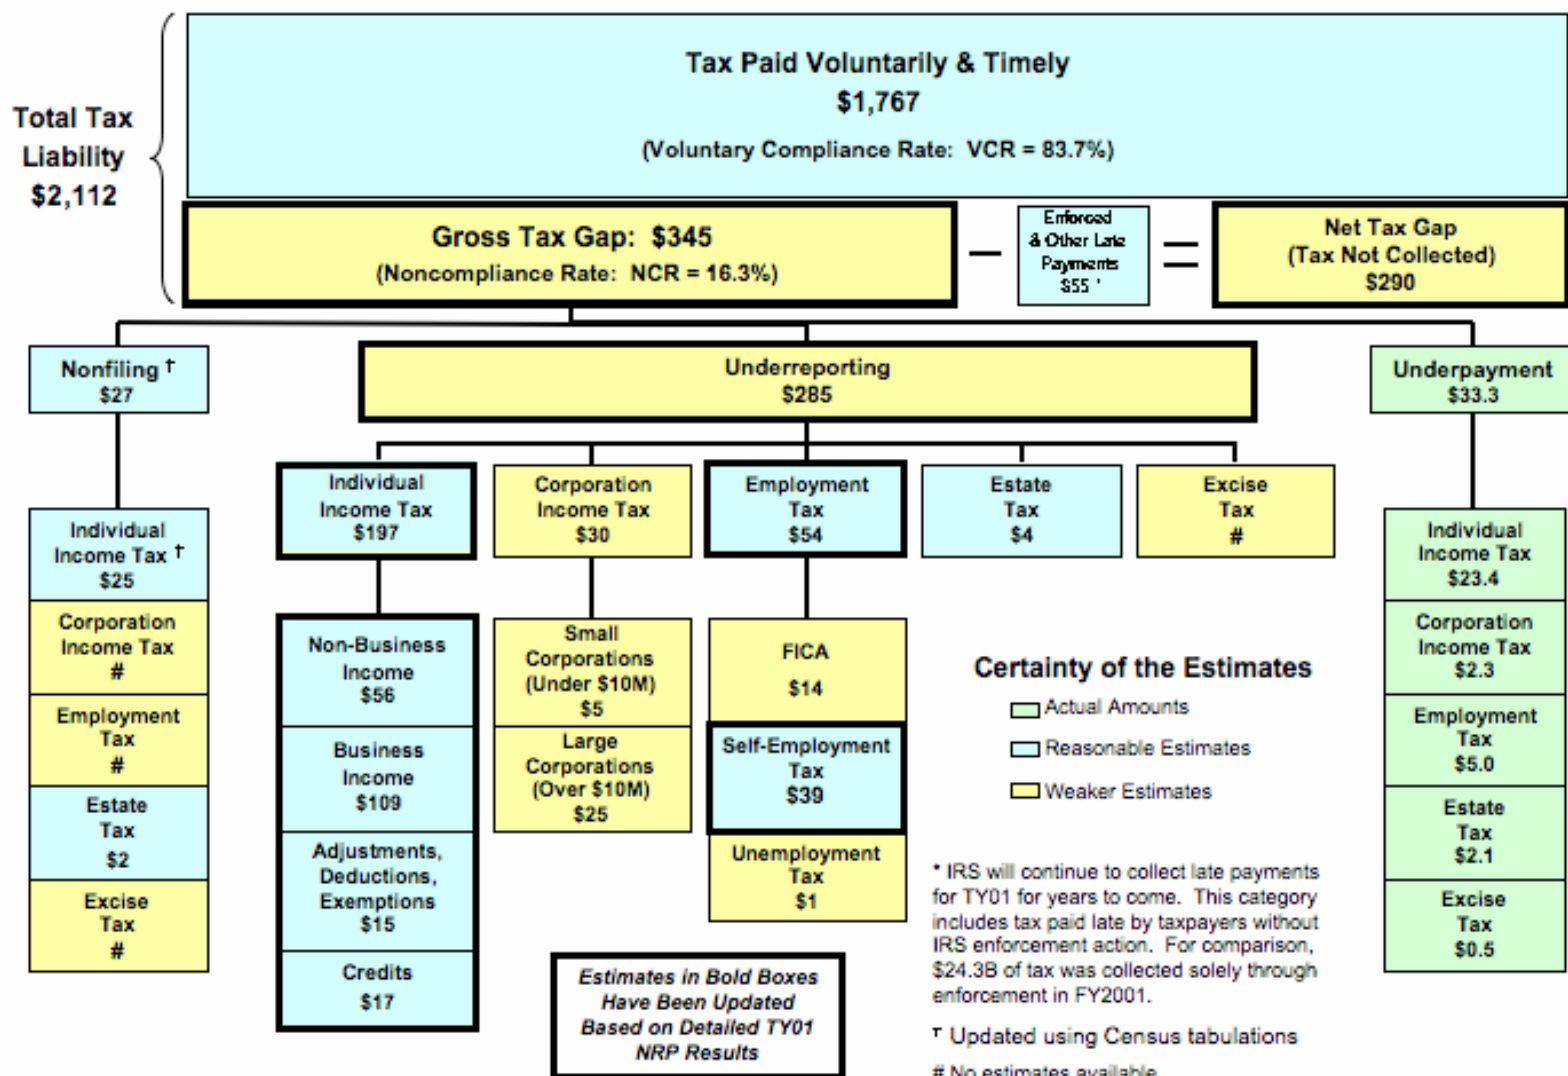 Total Tax
Liability
$2,112
Tax Paid Voluntarily & Timely
$1,767
(Voluntary Compliance Rate:  VCR = 83.7%)
Gross Tax Gap:  $345
(Noncompliance Rate:  NCR = 16.3%)
—
Enforced
& Other Late
Payments
$55 *
=
Net Tax Gap
(Tax Not Collected)
$290
Nonfiling †
$27
Underreporting
$285
Underpayment
$33.3
Individual
Income Tax †
$25
Corporation
Income Tax
#
Employment
Tax
#
Estate
Tax
$2
Excise
Tax
#
Individual
Income Tax
$197
Non-Business
Income
$56
Business
Income
$109
Adjustments,
Deductions,
Exemptions
$15
Credits
$17
Corporation
Income Tax
$30
Small
Corporations
(Under $10M)
$5
Large
Corporations
(Over $10M)
$25
Employment
Tax
$54
FICA
$14
Self-Employment
Tax
$39
Unemployment
Tax
$1
Estate
Tax
$4
Excise
Tax
#
Individual
Income Tax
$23.4
Corporation
Income Tax
$2.3
Employment
Tax
$5.0
Estate
Tax
$2.1
Excise
Tax
$0.5
Certainty of the Estimates
Actual Amounts
Reasonable Estimates
Weaker Estimates
Estimates in Bold Boxes
Have Been Updated
Based on Detailed TY01
NRP Results
* IRS will continue to collect late payments
for TY01 for years to come.  This category
includes tax paid late by taxpayers without
IRS enforcement action.  For comparison,
$24.3B of tax was collected solely through
enforcement in FY2001.
† Updated using Census tabulations
# No estimates available